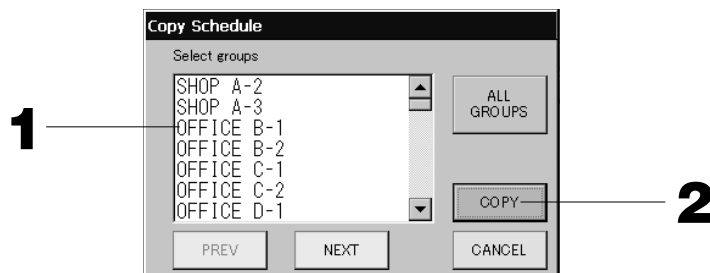 Copy Schedule
Select groups
SHOP A-2
SHOP A-3
OFFICE B-1
OFFICE B-2
OFFICE C-1
OFFICE C-2
OFFICE D-1
ALL
GROUPS
COPY
PREV
NEXT
CANCEL
1
2